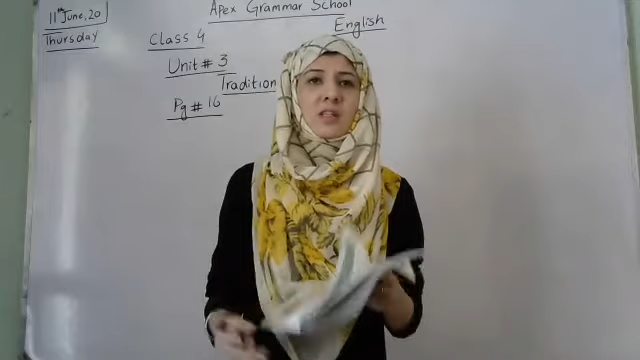 11th June, 20
Thursday
Apex Grammar School
English
Class 4
Unit # 3
Tradition
Pg # 16